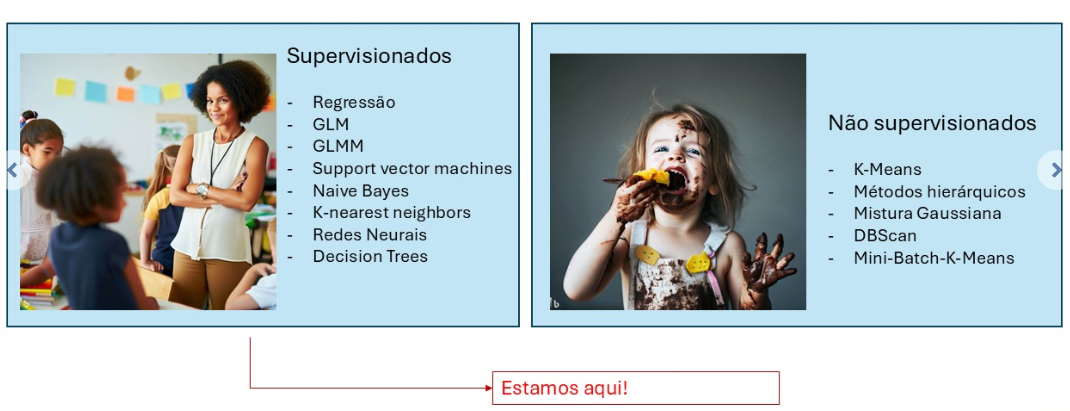 Supervisionados
- Regressão
- GLM
- GLMM
- Support vector machines
- Naive Bayes
- K-nearest neighbors
- Redes Neurais
- Decision Trees
Não supervisionados
- K-Means
- Métodos hierárquicos
- Mistura Gaussiana
- DBScan
- Mini-Batch-K-Means
Estamos aqui!